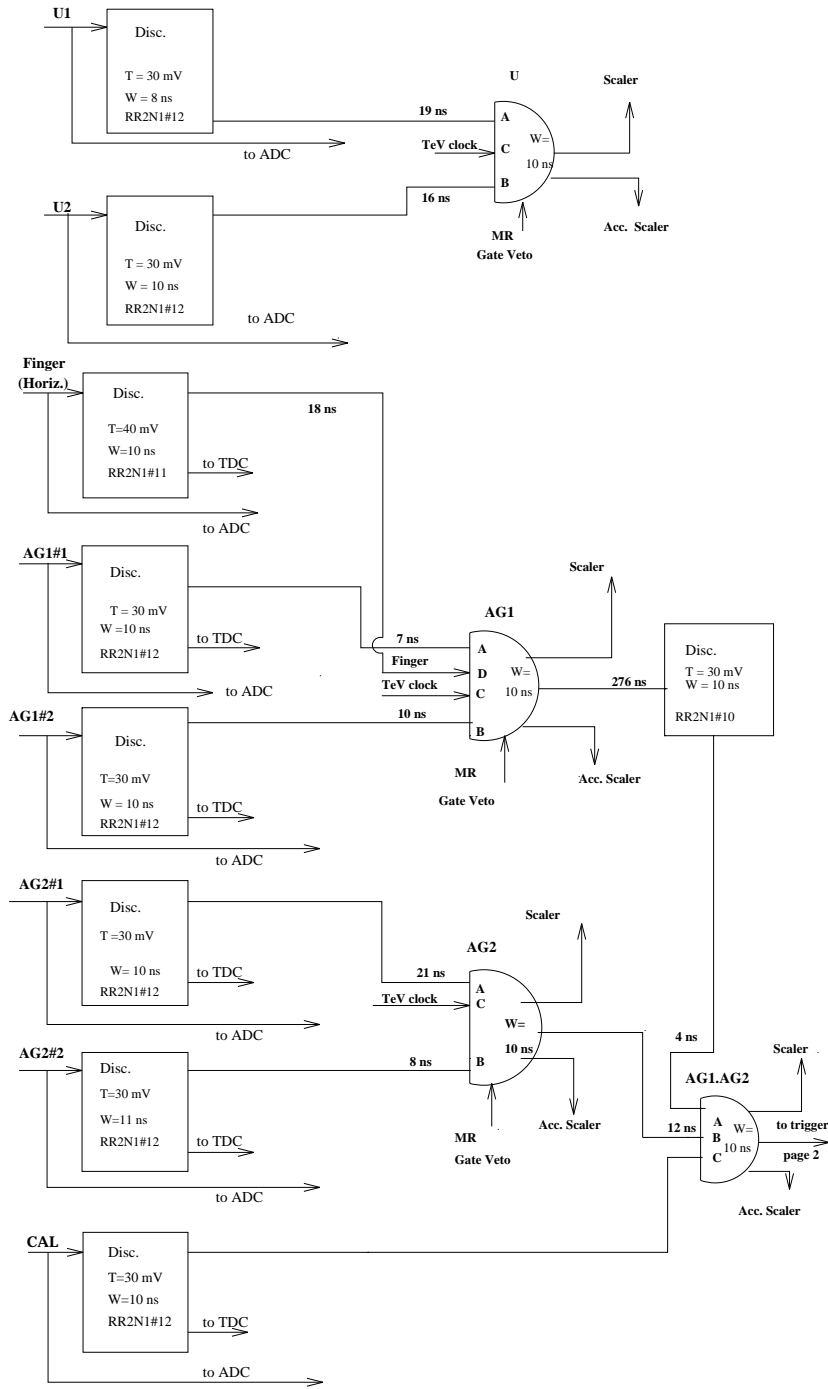 U1
Disc.
T = 30 mV
W = 8 ns
RR2N1#12
to ADC
19 ns
TeV clock
U
A
C
B
W=
10 ns
Scaler
Acc. Scaler
MR
Gate Veto
U2
Disc.
T = 30 mV
W = 10 ns
RR2N1#12
16 ns
to ADC
Finger
(Horiz.)
Disc.
T=40 mV
W=10 ns
RR2N1#11
18 ns
to TDC
to ADC
AG1#1
Disc.
T = 30 mV
W =10 ns
RR2N1#12
to TDC
to ADC
7 ns
Finger
TeV clock
10 ns
AG1
A
D
C
B
W=
10 ns
Scaler
Acc. Scaler
MR
Gate Veto
276 ns
Disc.
T = 30 mV
W = 10 ns
RR2N1#10
AG1#2
Disc.
T=30 mV
W = 10 ns
RR2N1#12
to TDC
to ADC
AG2#1
Disc.
T =30 mV
W= 10 ns
RR2N1#12
to TDC
to ADC
21 ns
TeV clock
8 ns
AG2
A
C
B
W=
10 ns
Scaler
Acc. Scaler
MR
Gate Veto
AG2#2
Disc.
T=30 mV
W=11 ns
RR2N1#12
to TDC
to ADC
4 ns
12 ns
AG1.AG2
A
B
C
W=
10 ns
Scaler
to trigger
page 2
Acc. Scaler
CAL
Disc.
T=30 mV
W=10 ns
RR2N1#12
to TDC
to ADC